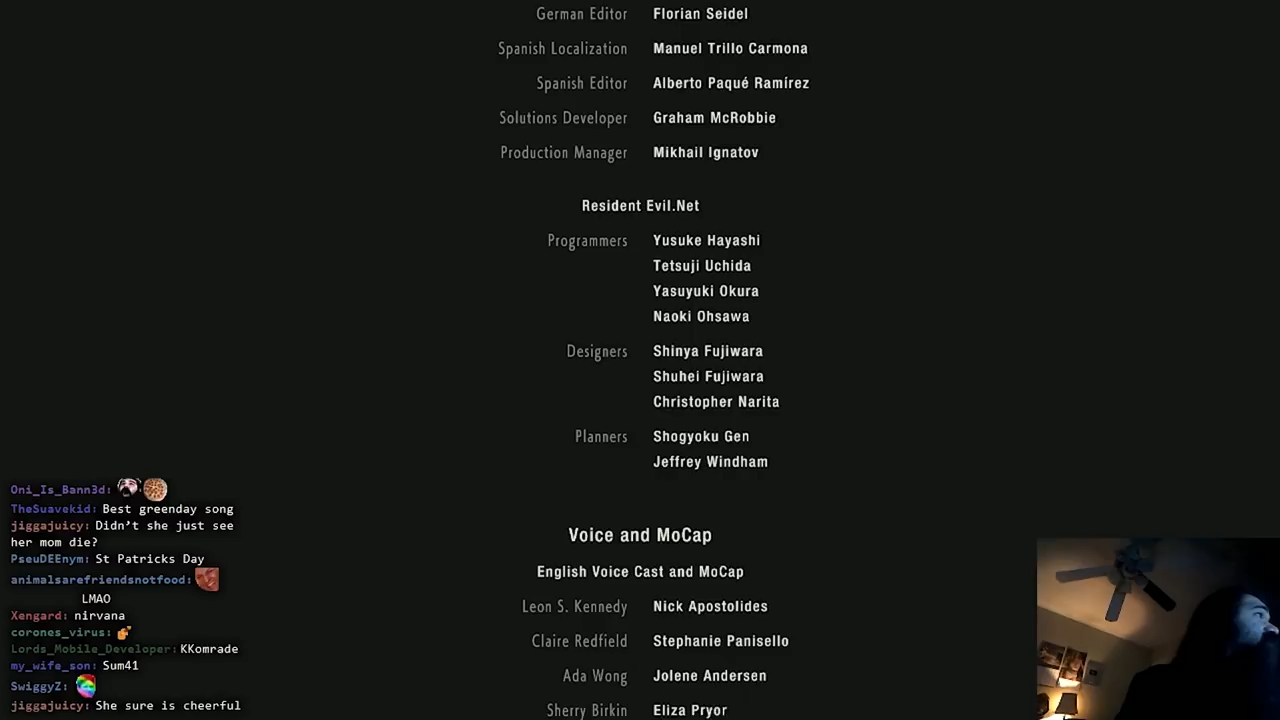 German Editor Florian Seidel
Spanish Localization Manuel Trillo Carmona
Spanish Editor Alberto Paqué Ramírez
Solutions Developer Graham McRobbie
Production Manager Mikhail Ignatov
Resident Evil.Net
Programmers Yusuke Hayashi
Tetsuji Uchida
Yasuyuki Okura
Naoki Ohsawa
Designers Shinya Fujiwara
Shuhei Fujiwara
Christopher Narita
Planners Shogyoku Gen
Jeffrey Windham
Voice and MoCap
English Voice Cast and MoCap
Leon S. Kennedy Nick Apostolides
Claire Redfield Stephanie Panisello
Ada Wong Jolene Andersen
Sherry Birkin Eliza Pryor
Oni_Is_Bann3d:
TheSuavekid: Best greenday song
jiggajuicy: Didn't she just see
her mom die?
PseuDEEnym: St Patricks Day
animalsarefriendsnotfood:
LMAO
Xengard: nirvana
corones_virus:
Lords_Mobile_Developer: KKomrade
my_wife_son: Sum41
SwiggyZ:
jiggajuicy: She sure is cheerful